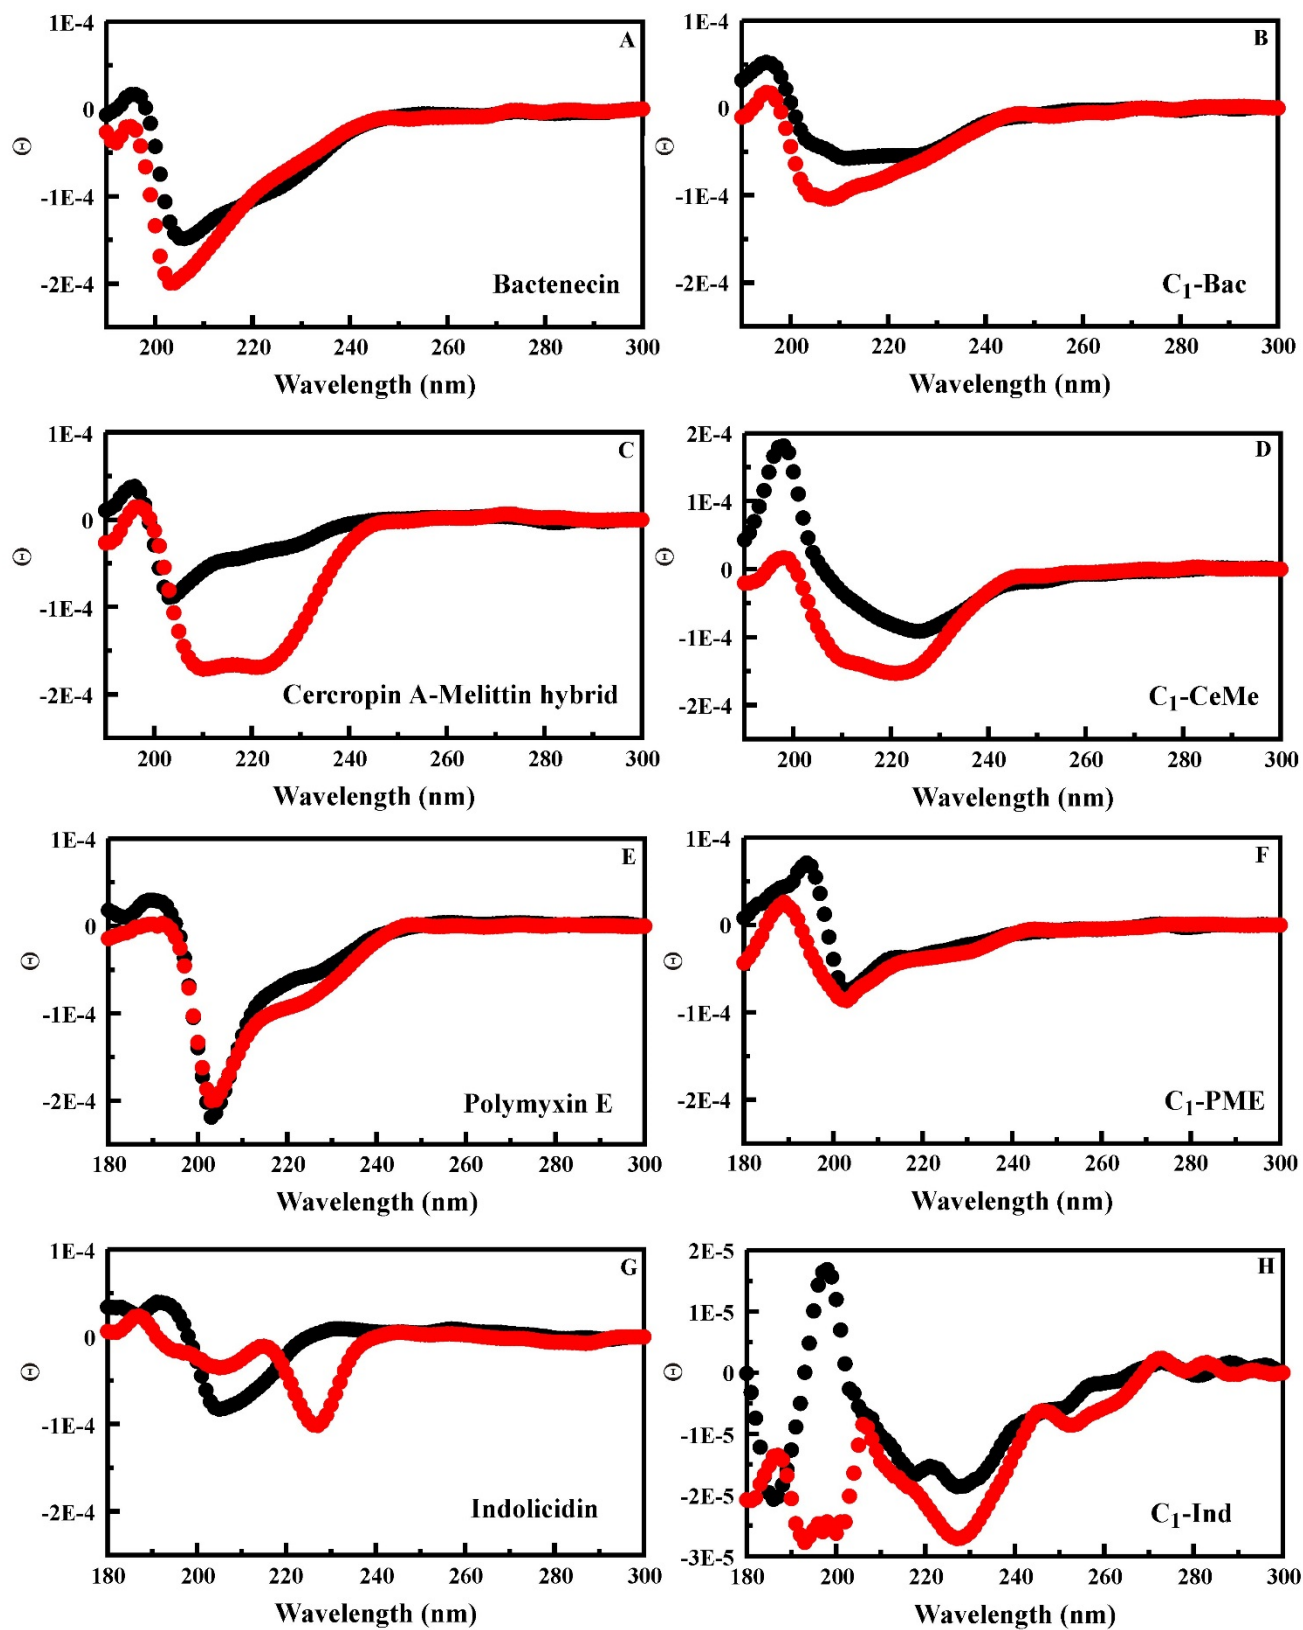 1E-4
A
0
Θ
-1E-4
-2E-4
Bactenecin
200 220 240 260 280 300
Wavelength (nm)
1E-4
B
0
Θ
-1E-4
-2E-4
C1-Bac
200 220 240 260 280 300
Wavelength (nm)
1E-4
C
0
Θ
-1E-4
-2E-4
Cercropin A-Melittin hybrid
200 220 240 260 280 300
Wavelength (nm)
2E-4
D
1E-4
0
Θ
-1E-4
-2E-4
C1-CeMe
200 220 240 260 280 300
Wavelength (nm)
1E-4
E
0
Θ
-1E-4
-2E-4
Polymyxin E
180 200 220 240 260 280 300
Wavelength (nm)
1E-4
F
0
Θ
-1E-4
-2E-4
C1-PME
180 200 220 240 260 280 300
Wavelength (nm)
1E-4
G
0
Θ
-1E-4
-2E-4
Indolicidin
180 200 220 240 260 280 300
Wavelength (nm)
2E-5
H
1E-5
0
Θ
-1E-5
-2E-5
C1-Ind
-3E-5
180 200 220 240 260 280 300
Wavelength (nm)